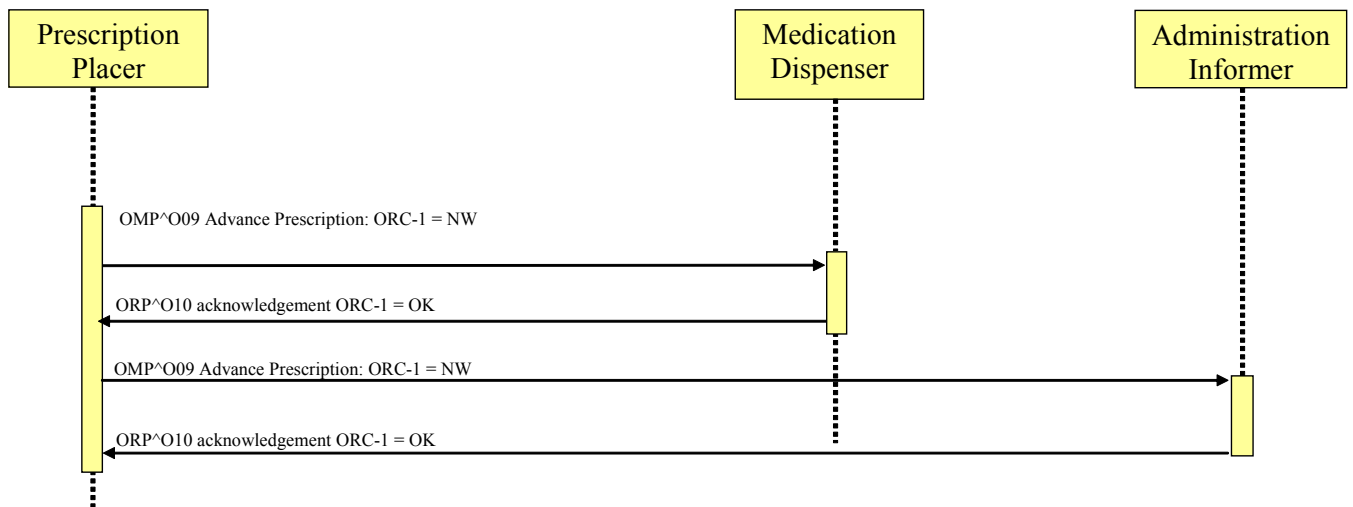 Prescription
Placer
Medication
Dispenser
Administration
Informer
OMP^O09 Advance Prescription: ORC-1 = NW
ORP^O10 acknowledgement ORC-1 = OK
OMP^O09 Advance Prescription: ORC-1 = NW
ORP^O10 acknowledgement ORC-1 = OK